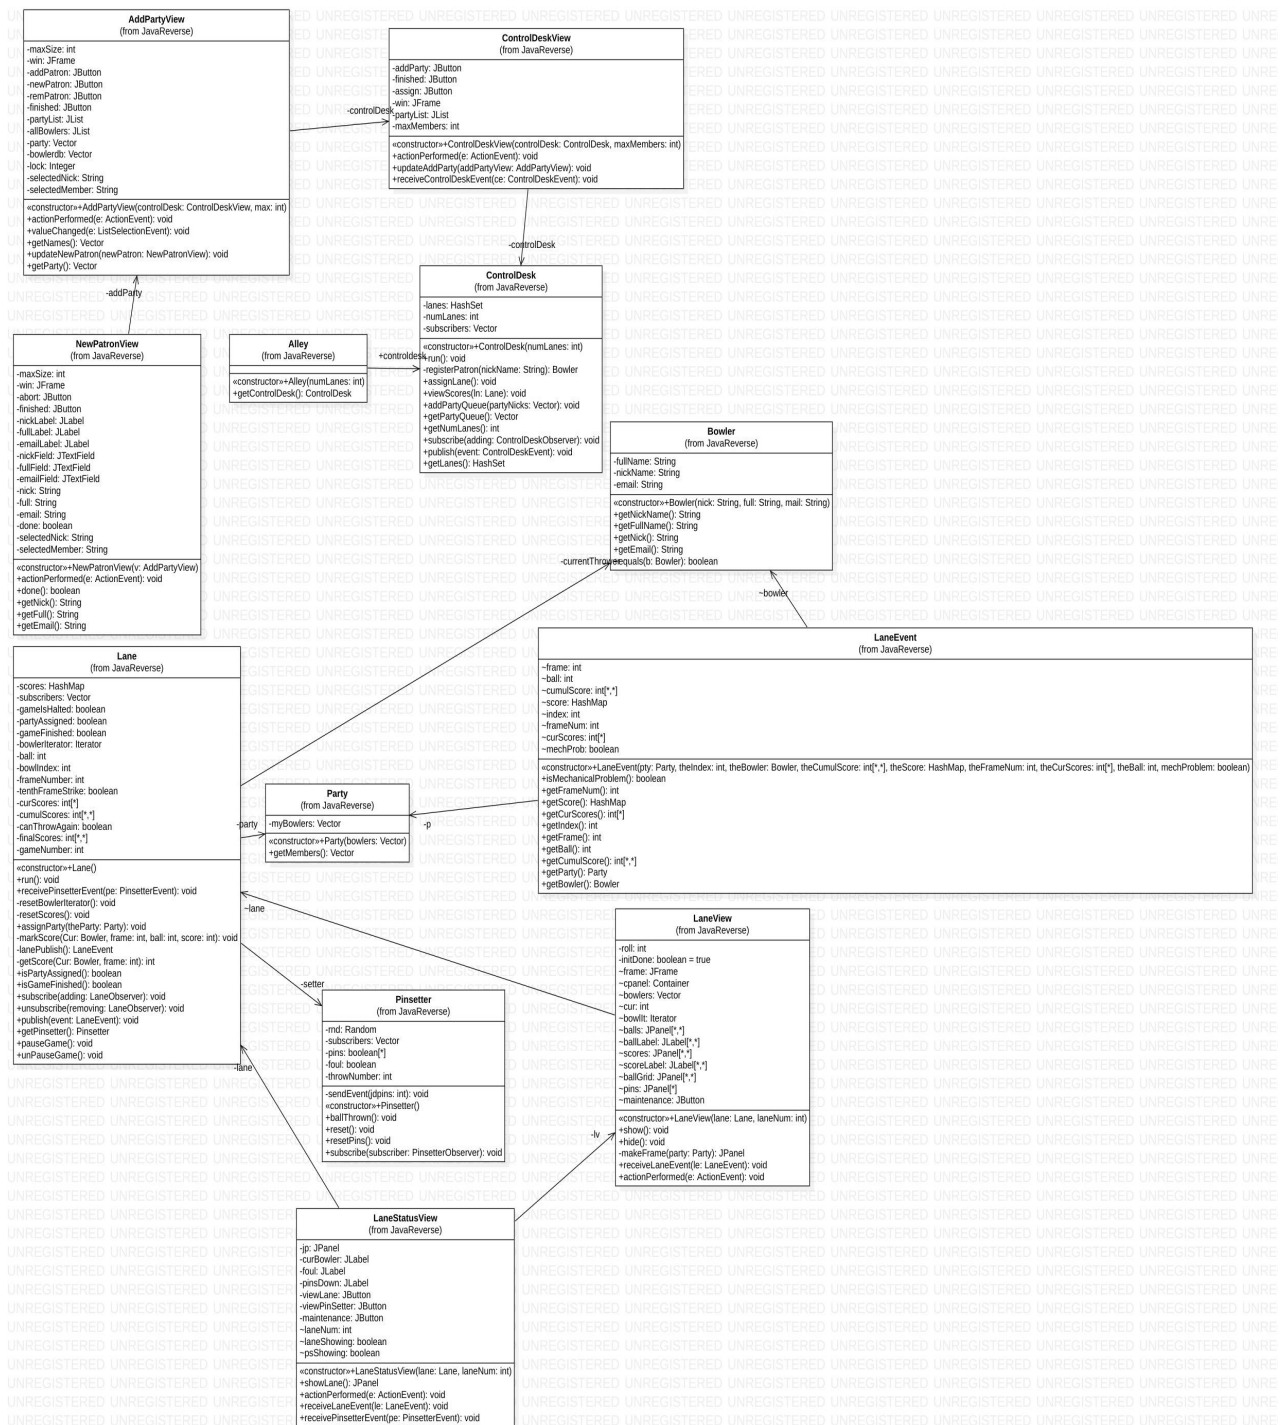 AddPartyView
(from JavaReverse)
-maxSize: int
-win: JFrame
-addPatron: JButton
-newPatron: JButton
-remPatron: JButton
-finished: JButton
-partyList: JList
-allBowlers: JList
-party: Vector
-bowlerdb: Vector
-lock: Integer
-selectedNick: String
-selectedMember: String
«constructor»+AddPartyView(controlDesk: ControlDeskView, max: int)
+actionPerformed(e: ActionEvent): void
+valueChanged(e: ListSelectionEvent): void
+getNames(): Vector
+updateNewPatron(newPatron: NewPatronView): void
+getParty(): Vector
-controlDesk
ControlDeskView
(from JavaReverse)
-addParty: JButton
-finished: JButton
-assign: JButton
-win: JFrame
-partyList: JList
-maxMembers: int
«constructor»+ControlDeskView(controlDesk: ControlDesk, maxMembers: int)
+actionPerformed(e: ActionEvent): void
+updateAddParty(addPartyView: AddPartyView): void
+receiveControlDeskEvent(ce: ControlDeskEvent): void
-controlDesk
-addParty
ControlDesk
(from JavaReverse)
-lanes: HashSet
-numLanes: int
-subscribers: Vector
«constructor»+ControlDesk(numLanes: int)
+run(): void
-registerPatron(nickName: String): Bowler
+assignLane(): void
+viewScores(ln: Lane): void
+addPartyQueue(partyNicks: Vector): void
+getPartyQueue(): Vector
+getNumLanes(): int
+subscribe(adding: ControlDeskObserver): void
+publish(event: ControlDeskEvent): void
+getLanes(): HashSet
NewPatronView
(from JavaReverse)
-maxSize: int
-win: JFrame
-abort: JButton
-finished: JButton
-nickLabel: JLabel
-fullLabel: JLabel
-emailLabel: JLabel
-nickField: JTextField
-fullField: JTextField
-emailField: JTextField
-nick: String
-full: String
-email: String
-done: boolean
-selectedNick: String
-selectedMember: String
«constructor»+NewPatronView(v: AddPartyView)
+actionPerformed(e: ActionEvent): void
+done(): boolean
+getNick(): String
+getFull(): String
+getEmail(): String
Alley
(from JavaReverse)
«constructor»+Alley(numLanes: int)
+getControlDesk(): ControlDesk
+controldesk
Bowler
(from JavaReverse)
-fullName: String
-nickName: String
-email: String
«constructor»+Bowler(nick: String, full: String, mail: String)
+getNickName(): String
+getFullName(): String
+getNick(): String
+getEmail(): String
+equals(b: Bowler): boolean
-currentThrower
~bowler
LaneEvent
(from JavaReverse)
~frame: int
~ball: int
~cumulScore: int[*,*]
~score: HashMap
~index: int
~frameNum: int
~curScores: int[*]
~mechProb: boolean
«constructor»+LaneEvent(pty: Party, theIndex: int, theBowler: Bowler, theCumulScore: int[*,*], theScore: HashMap, theFrameNum: int, theCurScores: int[*], theBall: int, mechProblem: boolean)
+isMechanicalProblem(): boolean
+getFrameNum(): int
+getScore(): HashMap
+getCurScores(): int[*]
+getIndex(): int
+getFrame(): int
+getBall(): int
+getCumulScore(): int[*,*]
+getParty(): Party
+getBowler(): Bowler
Lane
(from JavaReverse)
-scores: HashMap
-subscribers: Vector
-gameIsHalted: boolean
-partyAssigned: boolean
-gameFinished: boolean
-bowlerIterator: Iterator
-ball: int
-bowlIndex: int
-frameNumber: int
-tenthFrameStrike: boolean
-curScores: int[*]
-cumulScores: int[*,*]
-canThrowAgain: boolean
-finalScores: int[*,*]
-gameNumber: int
«constructor»+Lane()
+run(): void
+receivePinsetterEvent(pe: PinsetterEvent): void
-resetBowlerIterator(): void
-resetScores(): void
+assignParty(theParty: Party): void
-markScore(Cur: Bowler, frame: int, ball: int, score: int): void
-lanePublish(): LaneEvent
-getScore(Cur: Bowler, frame: int): int
+isPartyAssigned(): boolean
+isGameFinished(): boolean
+subscribe(adding: LaneObserver): void
+unsubscribe(removing: LaneObserver): void
+publish(event: LaneEvent): void
+getPinsetter(): Pinsetter
+pauseGame(): void
+unPauseGame(): void
Party
(from JavaReverse)
-myBowlers: Vector
«constructor»+Party(bowlers: Vector)
+getMembers(): Vector
-party
-p
~lane
-setter
-lane
Pinsetter
(from JavaReverse)
-rnd: Random
-subscribers: Vector
-pins: boolean[*]
-foul: boolean
-throwNumber: int
-sendEvent(jdpins: int): void
«constructor»+Pinsetter()
+ballThrown(): void
+reset(): void
+resetPins(): void
+subscribe(subscriber: PinsetterObserver): void
LaneView
(from JavaReverse)
-roll: int
-initDone: boolean = true
~frame: JFrame
~cpanel: Container
~bowlers: Vector
~cur: int
~bowlIt: Iterator
~balls: JPanel[*,*]
~ballLabel: JLabel[*,*]
~scores: JPanel[*,*]
~scoreLabel: JLabel[*,*]
~ballGrid: JPanel[*,*]
~pins: JPanel[*]
~maintenance: JButton
«constructor»+LaneView(lane: Lane, laneNum: int)
+show(): void
+hide(): void
-makeFrame(party: Party): JPanel
+receiveLaneEvent(le: LaneEvent): void
+actionPerformed(e: ActionEvent): void
-lv
LaneStatusView
(from JavaReverse)
-jp: JPanel
-curBowler: JLabel
-foul: JLabel
-pinsDown: JLabel
-viewLane: JButton
-viewPinSetter: JButton
-maintenance: JButton
~laneNum: int
~laneShowing: boolean
~psShowing: boolean
«constructor»+LaneStatusView(lane: Lane, laneNum: int)
+showLane(): JPanel
+actionPerformed(e: ActionEvent): void
+receiveLaneEvent(le: LaneEvent): void
+receivePinsetterEvent(pe: PinsetterEvent): void
UNREGISTERED